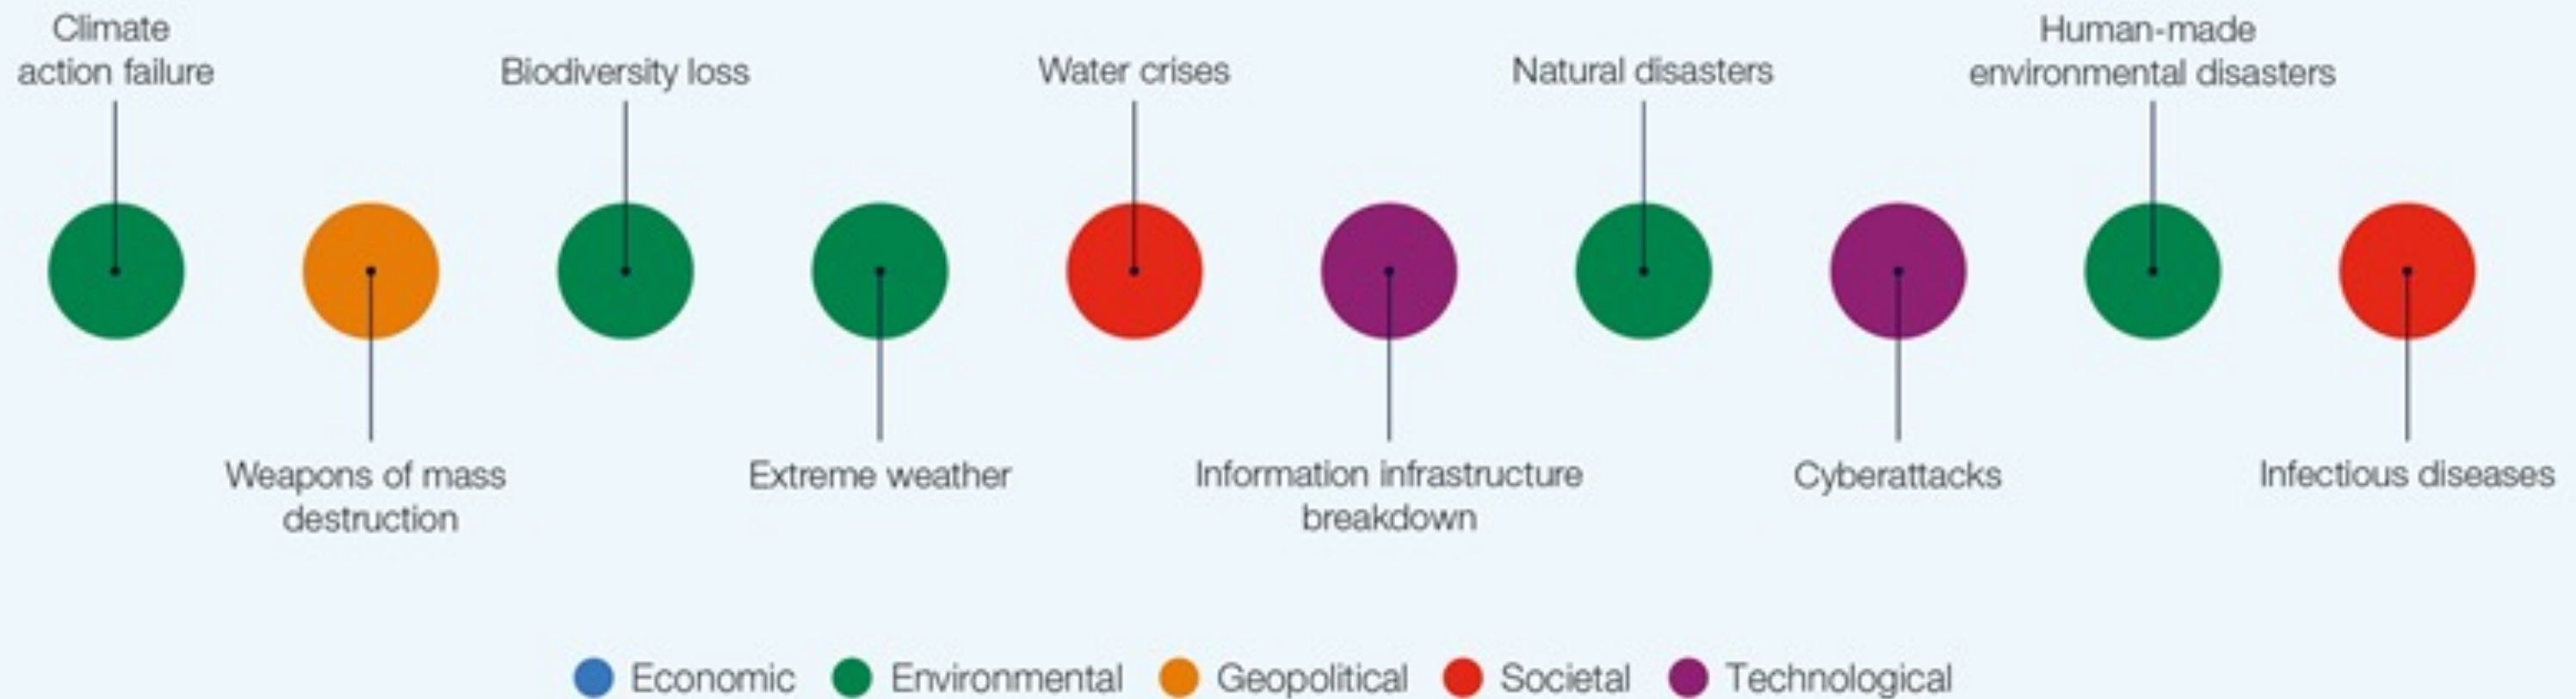 Climate
action failure
Biodiversity loss
Water crises
Natural disasters
Human-made
environmental disasters
Weapons of mass
destruction
Extreme weather
Information infrastructure
breakdown
Cyberattacks
Infectious diseases
Economic
Environmental
Geopolitical
Societal
Technological